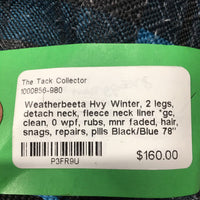 The Tack Collector
1000856-980
Weatherbeeta Hvy Winter, 2 legs,
detach neck, fleece neck liner *gc,
clean, 0 wpf, rubs, mnr faded, hair,
snags, repairs, pills Black/Blue 78"
P3FR9U
$160.00